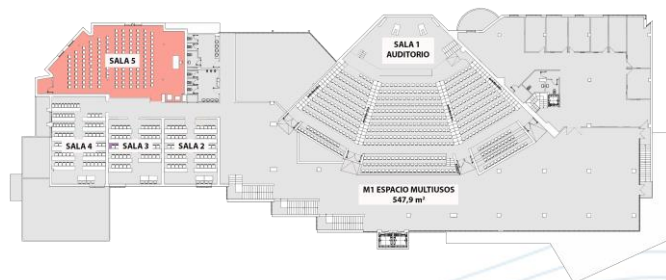 SALA 5
SALA 1
AUDITORIO
SALA 4
SALA 3
SALA 2
M1 ESPACIO MULTIUSOS
547,9 m²